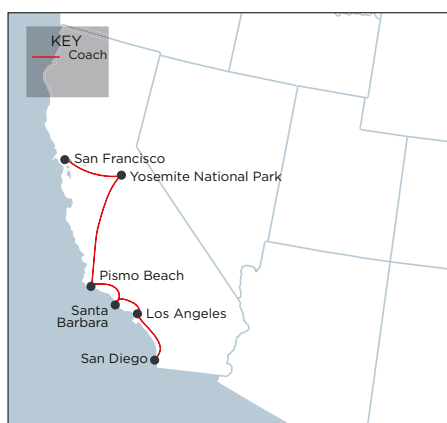 KEY
Coach
San Francisco
Yosemite National Park
Pismo Beach
Santa
Barbara
Los Angeles
San Diego